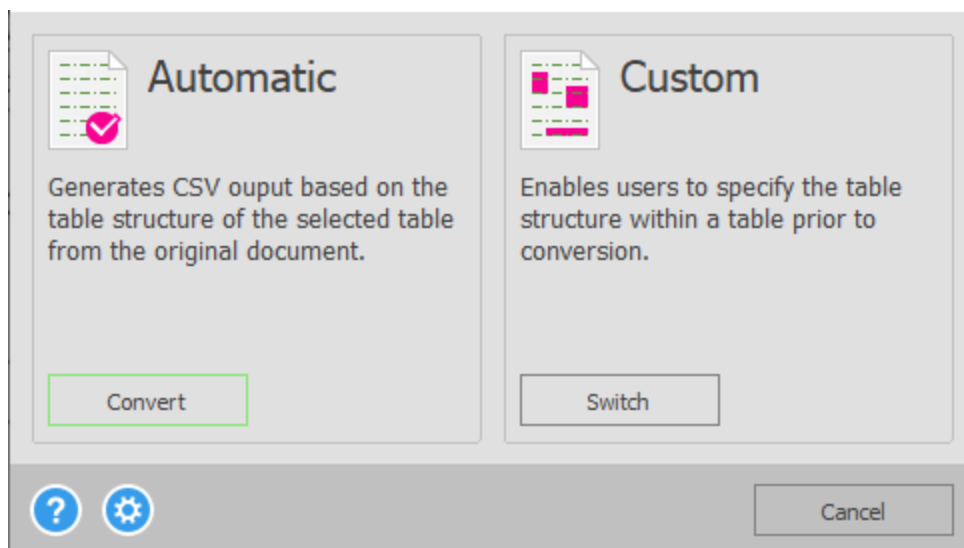 Automatic
Generates CSV ouput based on the
table structure of the selected table
from the original document.
Convert
Custom
Enables users to specify the table
structure within a table prior to
conversion.
Switch
?
Cancel